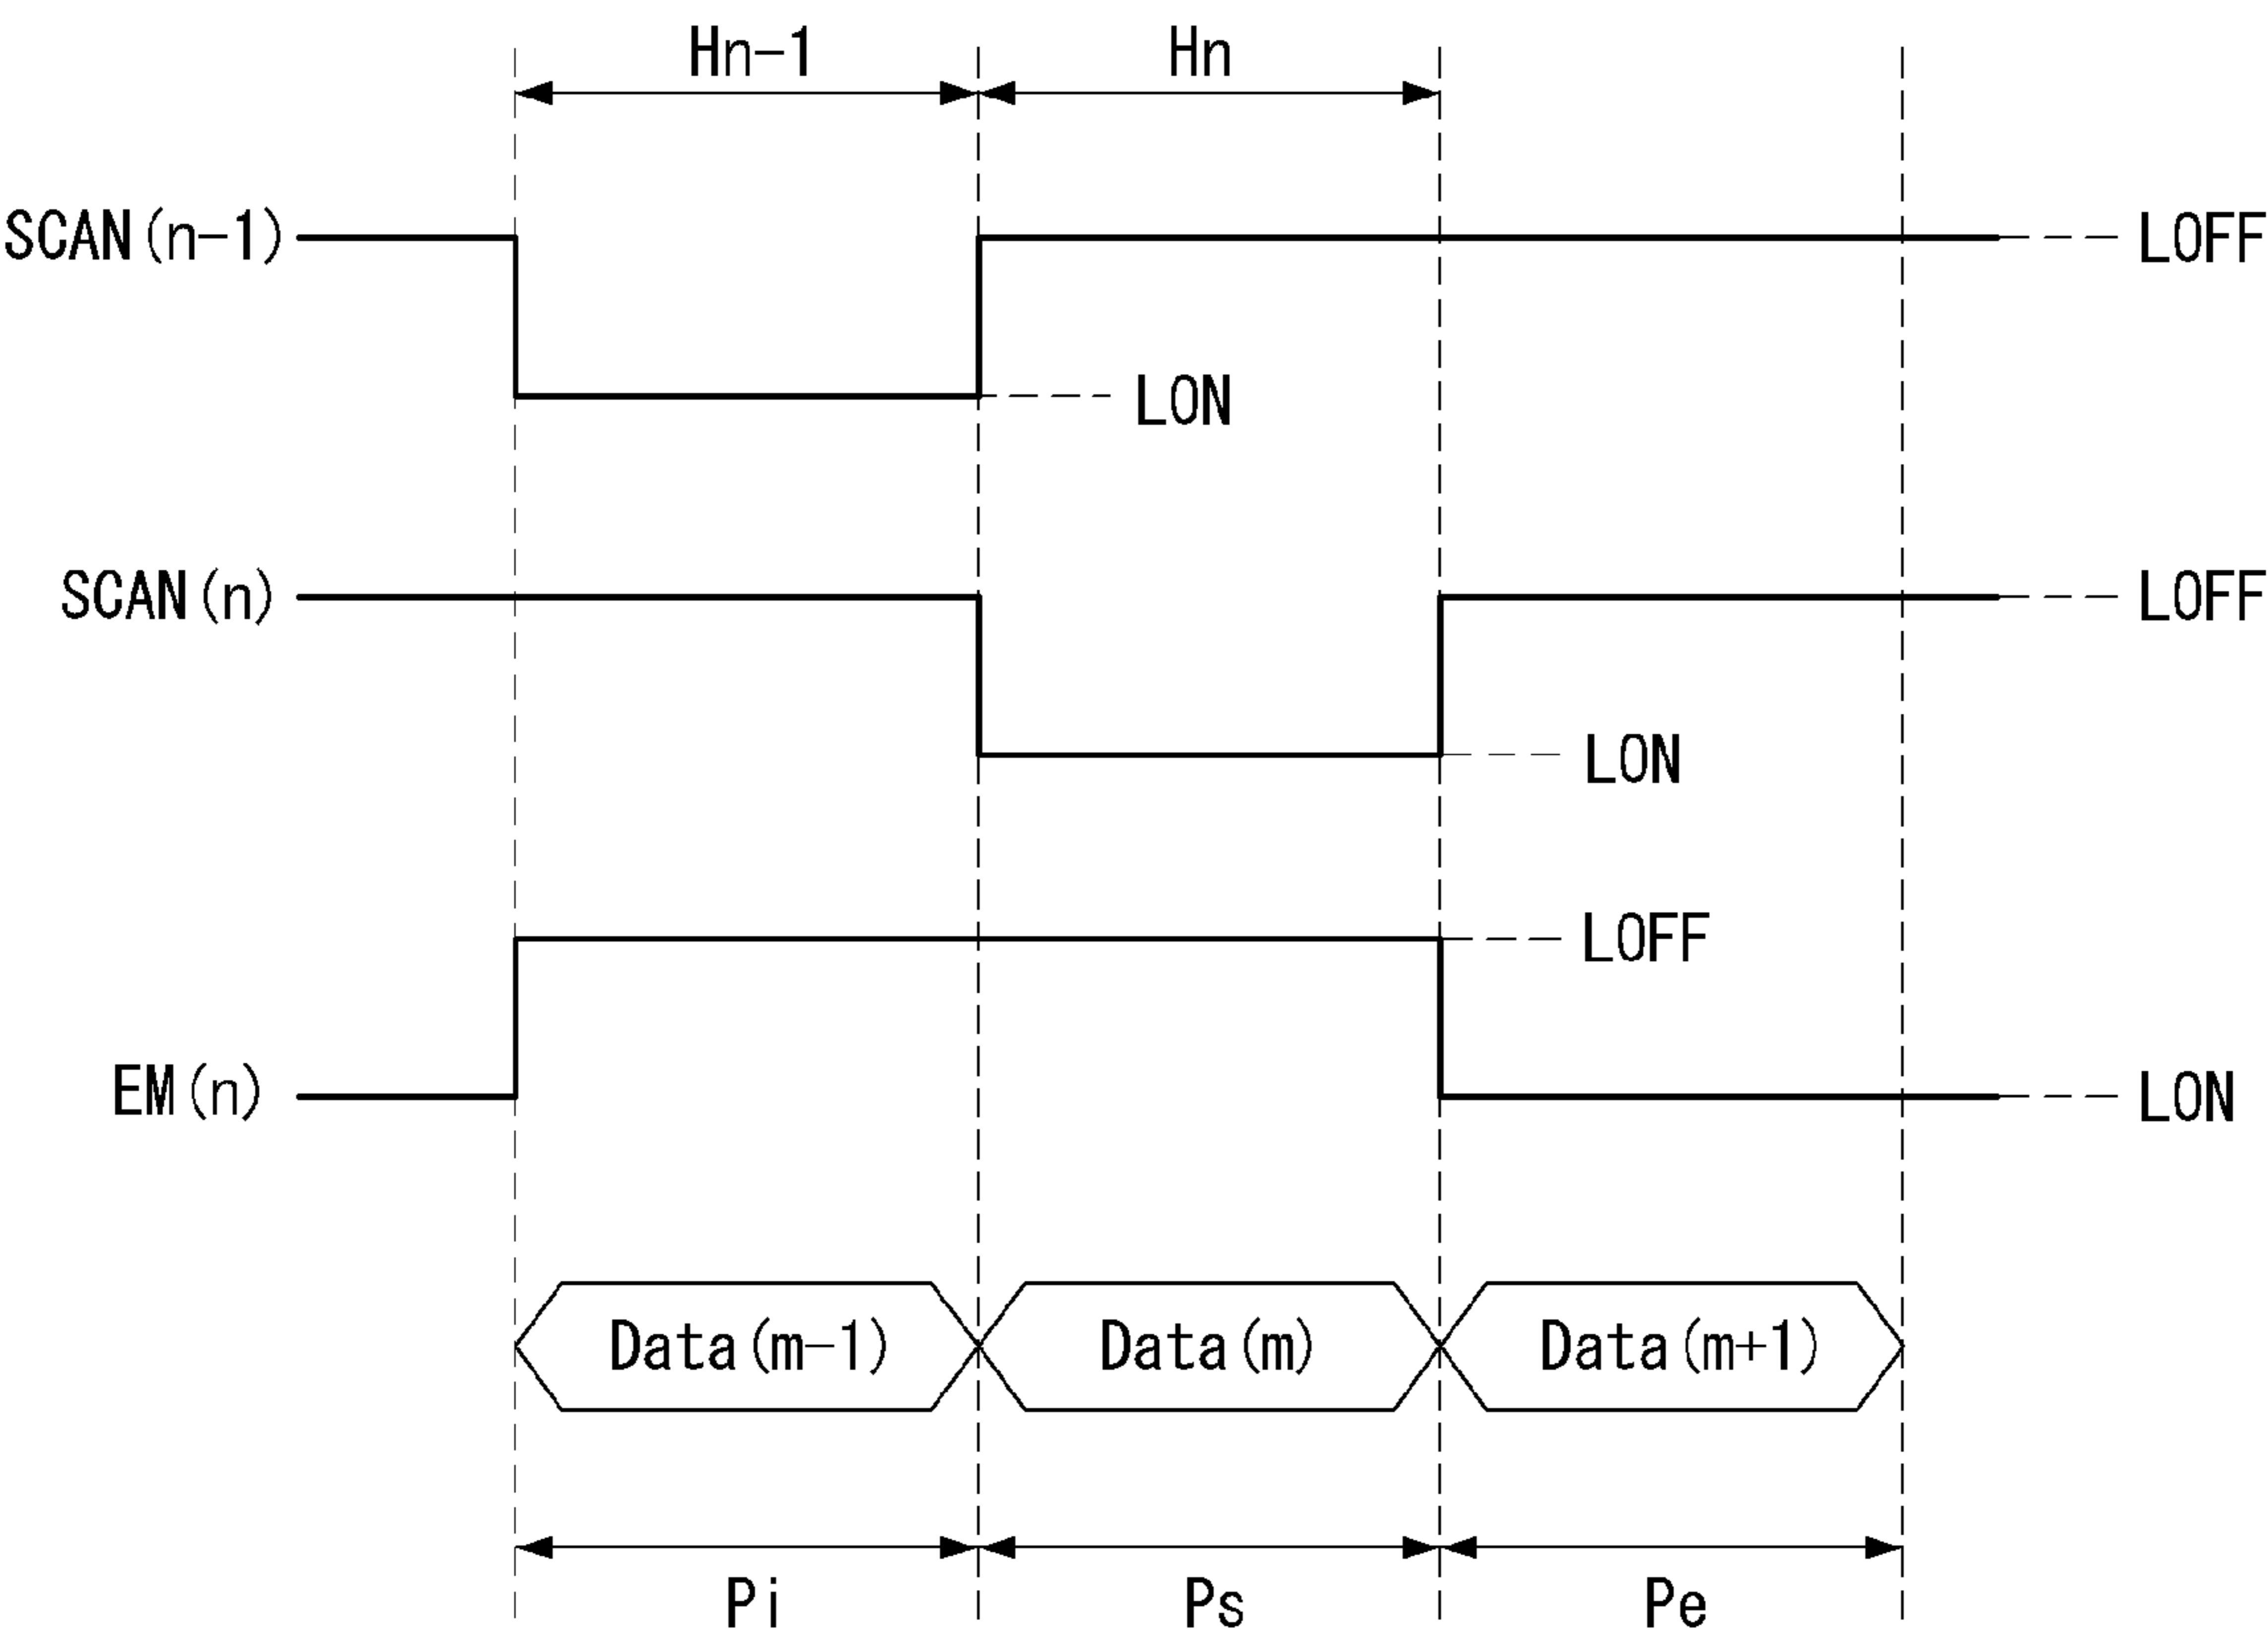 Hn-1 Hn
SCAN(n-1) LOFF
LON
SCAN(n) LOFF
LON
LOFF
EM(n) LON
Data(m-1) Data(m) Data(m+1)
Pi Ps Pe